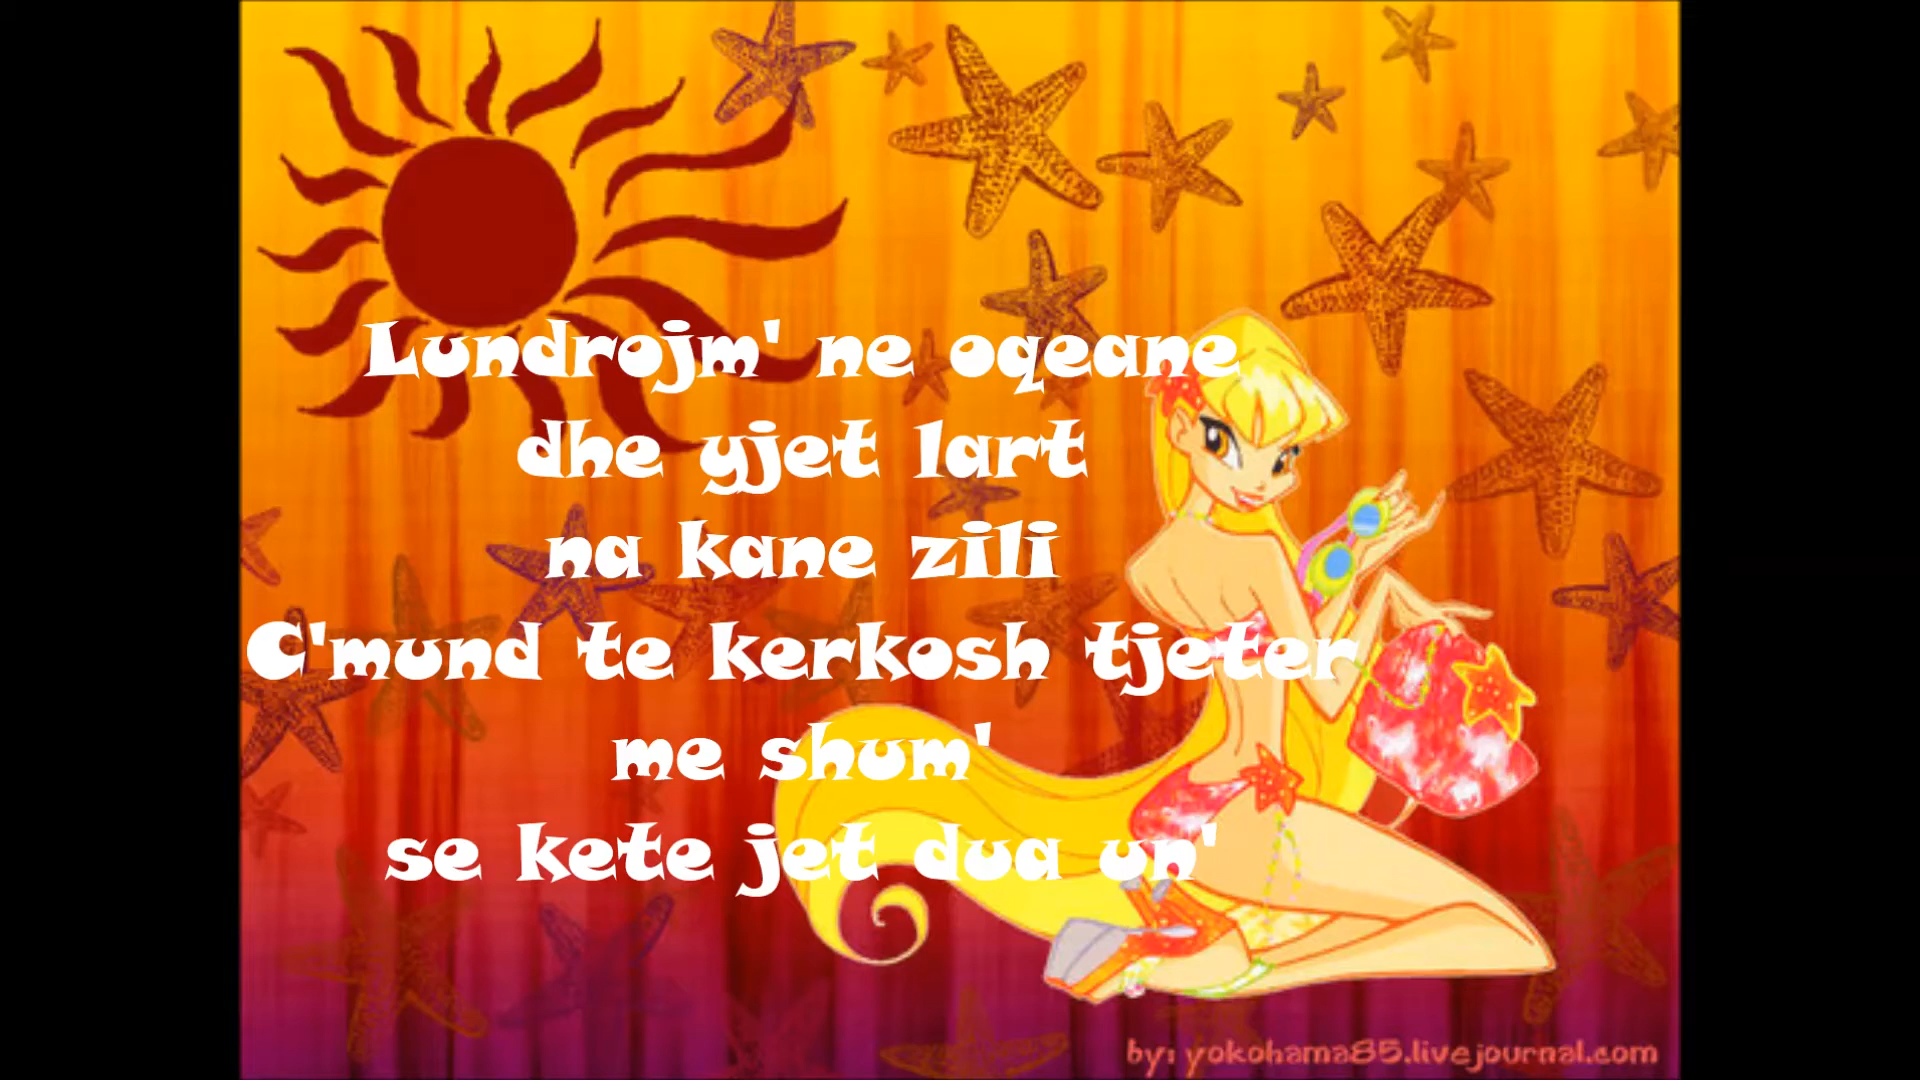 Lundrojm' ne oqeane
dhe yjet lart
na kane zili
C'mund te kerkosh tjeter
me shum'
se kete jet dua un'
by: yokohama85.livejournal.com